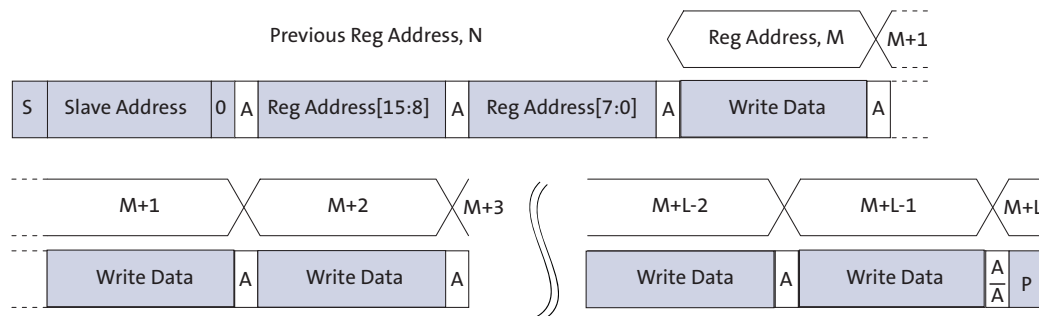 Previous Reg Address, N Reg Address, M M+1
S Slave Address 0 A Reg Address[15:8] A Reg Address[7:0] A Write Data A
M+1 M+2 M+3 M+L-2 M+L-1 M+L
Write Data A Write Data A Write Data A Write Data A/A̅ P